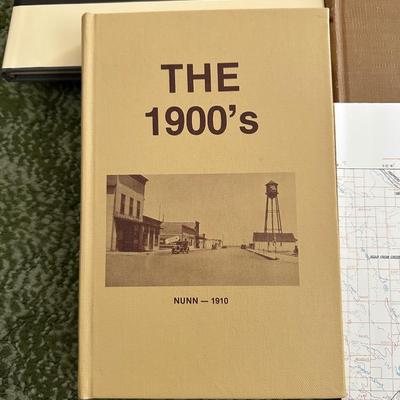 THE
1900's
NUNN — 1910